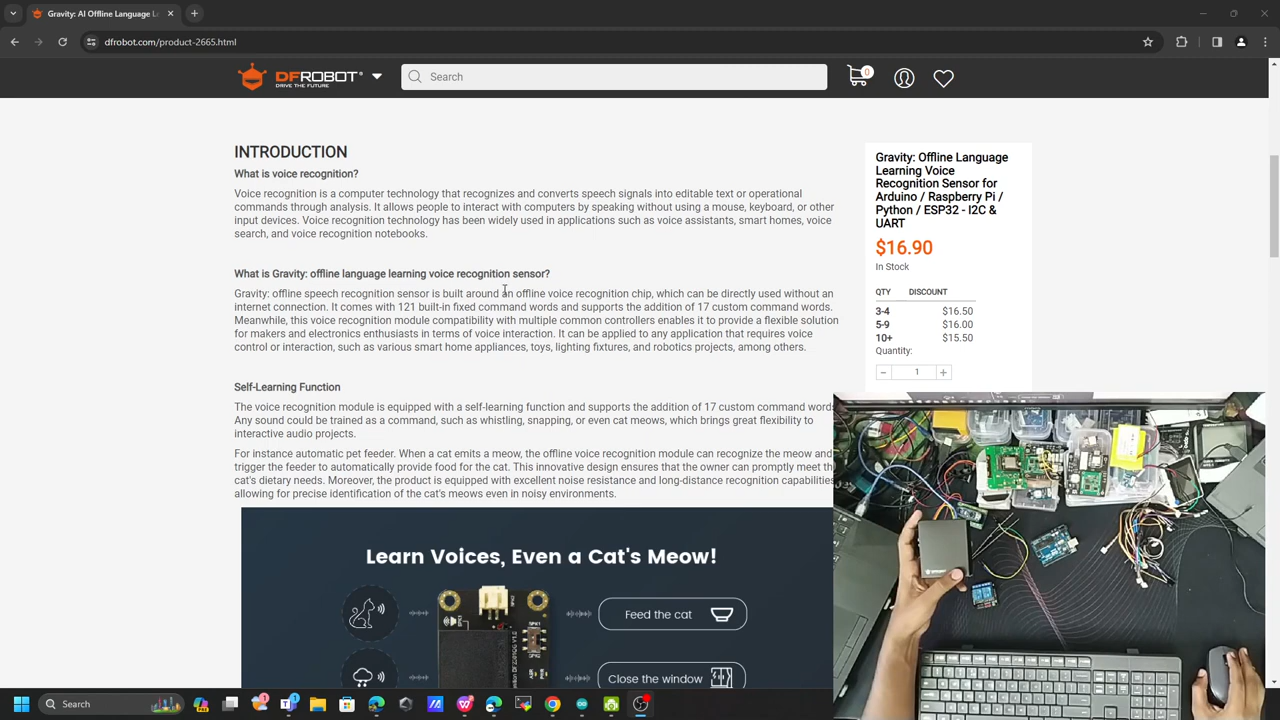 Gravity: AI Offline Language L
dfrobot.com/product-2665.html
DFROBOT
DRIVE THE FUTURE
Search
0
INTRODUCTION
What is voice recognition?
Voice recognition is a computer technology that recognizes and converts speech signals into editable text or operational
commands through analysis. It allows people to interact with computers by speaking without using a mouse, keyboard, or other
input devices. Voice recognition technology has been widely used in applications such as voice assistants, smart homes, voice
search, and voice recognition notebooks.
What is Gravity: offline language learning voice recognition sensor?
Gravity: offline speech recognition sensor is built around an offline voice recognition chip, which can be directly used without an
internet connection. It comes with 121 built-in fixed command words and supports the addition of 17 custom command words.
Meanwhile, this voice recognition module compatibility with multiple common controllers enables it to provide a flexible solution
for makers and electronics enthusiasts in terms of voice interaction. It can be applied to any application that requires voice
control or interaction, such as various smart home appliances, toys, lighting fixtures, and robotics projects, among others.
Self-Learning Function
The voice recognition module is equipped with a self-learning function and supports the addition of 17 custom command words
Any sound could be trained as a command, such as whistling, snapping, or even cat meows, which brings great flexibility to
interactive audio projects.
For instance automatic pet feeder. When a cat emits a meow, the offline voice recognition module can recognize the meow and
trigger the feeder to automatically provide food for the cat. This innovative design ensures that the owner can promptly meet th
cat's dietary needs. Moreover, the product is equipped with excellent noise resistance and long-distance recognition capabilities
allowing for precise identification of the cat's meows even in noisy environments.
Learn Voices, Even a Cat's Meow!
Feed the cat
Close the window
Gravity: Offline Language
Learning Voice
Recognition Sensor for
Arduino / Raspberry Pi /
Python / ESP32 - I2C &
UART
$16.90
In Stock
QTY DISCOUNT
3-4 $16.50
5-9 $16.00
10+ $15.50
Quantity:
− 1 +
Search